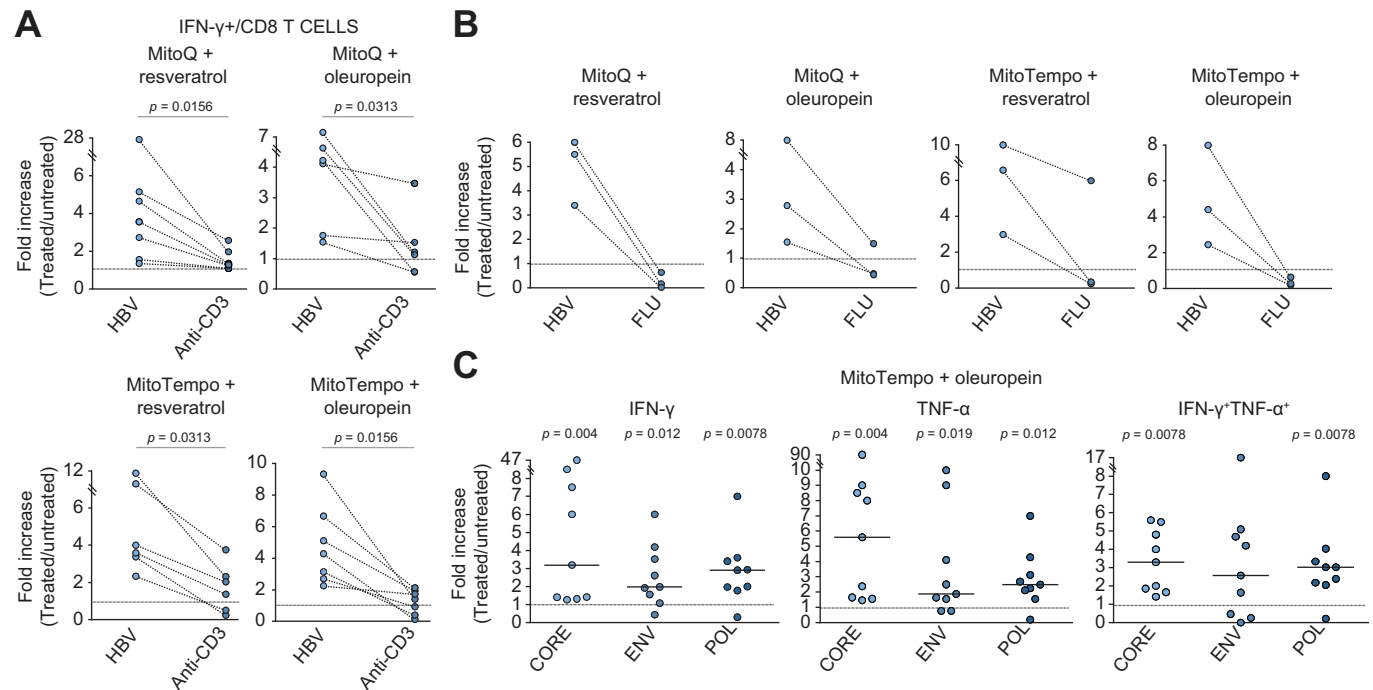 A
IFN-γ+/CD8 T CELLS
MitoQ +
resveratrol
p = 0.0156
Fold increase
(Treated/untreated)
28
6
4
2
0
HBV
Anti-CD3
MitoQ +
oleuropein
p = 0.0313
7
4
3
2
1
0
HBV
Anti-CD3
MitoTempo +
resveratrol
p = 0.0313
Fold increase
(Treated/untreated)
12
6
4
2
0
HBV
Anti-CD3
MitoTempo +
oleuropein
p = 0.0156
10
8
6
4
2
0
HBV
Anti-CD3
B
MitoQ +
resveratrol
Fold increase
(Treated/untreated)
6
5
4
3
2
1
0
HBV
FLU
MitoQ +
oleuropein
8
4
3
2
1
0
HBV
FLU
MitoTempo +
resveratrol
10
6
4
2
0
HBV
FLU
MitoTempo +
oleuropein
8
6
4
2
0
HBV
FLU
C
MitoTempo + oleuropein
IFN-γ
p = 0.004
p = 0.012
p = 0.0078
Fold increase
(Treated/untreated)
47
8
7
6
5
4
3
2
1
0
CORE
ENV
POL
TNF-α
p = 0.004
p = 0.019
p = 0.012
90
10
9
8
7
6
5
4
3
2
1
0
CORE
ENV
POL
IFN-γ⁺TNF-α⁺
p = 0.0078
p = 0.0078
17
8
7
6
5
4
3
2
1
0
CORE
ENV
POL